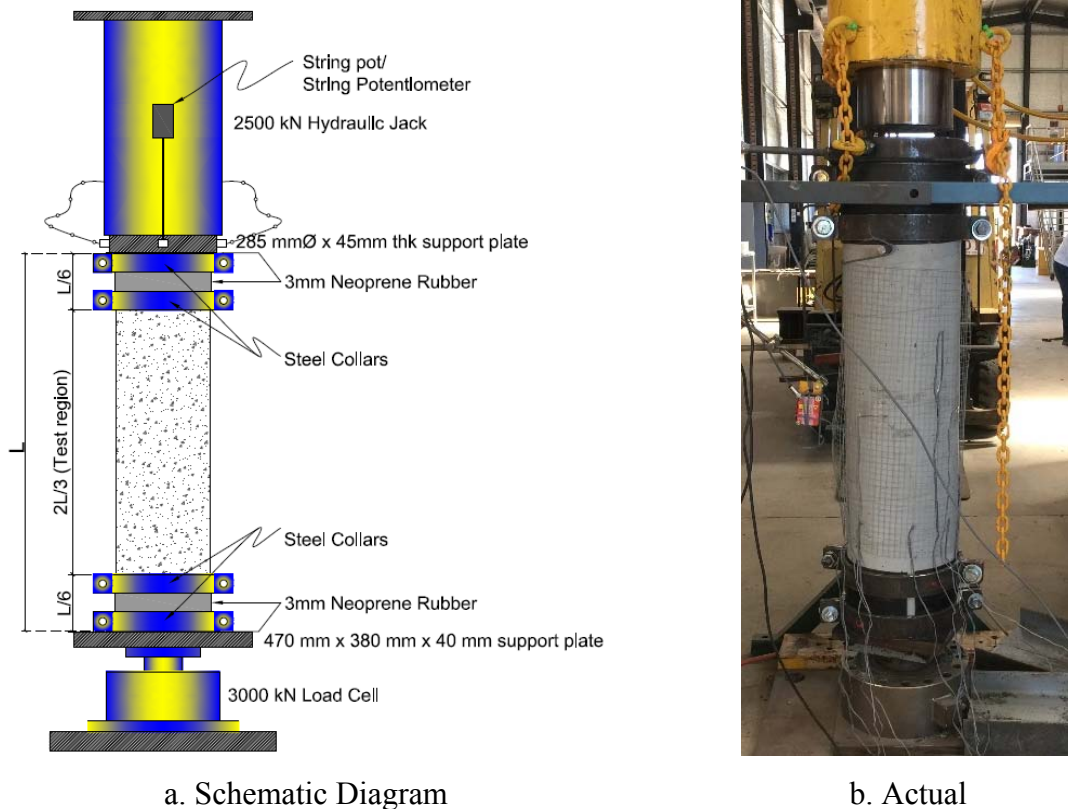 String pot/
String Potentiometer
2500 kN Hydraulic Jack
285 mmØ x 45mm thk support plate
L/6
3mm Neoprene Rubber
Steel Collars
L
2L/3 (Test region)
Steel Collars
L/6
3mm Neoprene Rubber
470 mm x 380 mm x 40 mm support plate
3000 kN Load Cell
a. Schematic Diagram
b. Actual